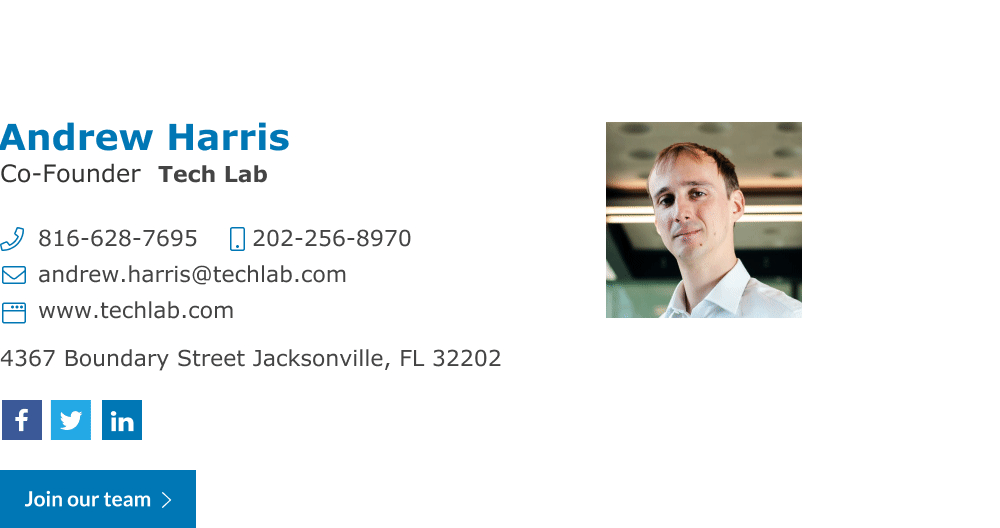 Andrew Harris
Co-Founder Tech Lab
816-628-7695 202-256-8970
andrew.harris@techlab.com
www.techlab.com
4367 Boundary Street Jacksonville, FL 32202
f in
Join our team >